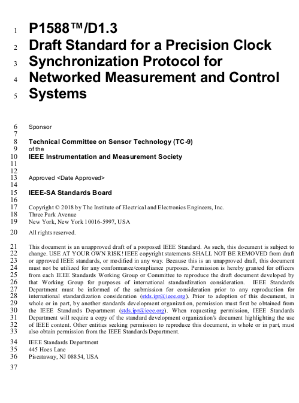 1 P1588™/D1.3
2 Draft Standard for a Precision Clock
3 Synchronization Protocol for
4 Networked Measurement and Control
5 Systems
6 Sponsor
7
8 Technical Committee on Sensor Technology (TC-9)
9 of the
10 IEEE Instrumentation and Measurement Society
11
12
13 Approved <Date Approved>
14
15 IEEE-SA Standards Board
16
17 Copyright © 2018 by The Institute of Electrical and Electronics Engineers, Inc.
18 Three Park Avenue
19 New York, New York 10016-5997, USA
20 All rights reserved.
21 This document is an unapproved draft of a proposed IEEE Standard. As such, this document is subject to
22 change. USE AT YOUR OWN RISK! IEEE copyright statements SHALL NOT BE REMOVED from draft
23 or approved IEEE standards, or modified in any way. Because this is an unapproved draft, this document
24 must not be utilized for any conformance/compliance purposes. Permission is hereby granted for officers
25 from each IEEE Standards Working Group or Committee to reproduce the draft document developed by
26 that Working Group for purposes of international standardization consideration. IEEE Standards
27 Department must be informed of the submission for consideration prior to any reproduction for
28 international standardization consideration (stds.ipr@ieee.org). Prior to adoption of this document, in
29 whole or in part, by another standards development organization, permission must first be obtained from
30 the IEEE Standards Department (stds.ipr@ieee.org). When requesting permission, IEEE Standards
31 Department will require a copy of the standard development organization's document highlighting the use
32 of IEEE content. Other entities seeking permission to reproduce this document, in whole or in part, must
33 also obtain permission from the IEEE Standards Department.
34 IEEE Standards Department
35 445 Hoes Lane
36 Piscataway, NJ 08854, USA
37